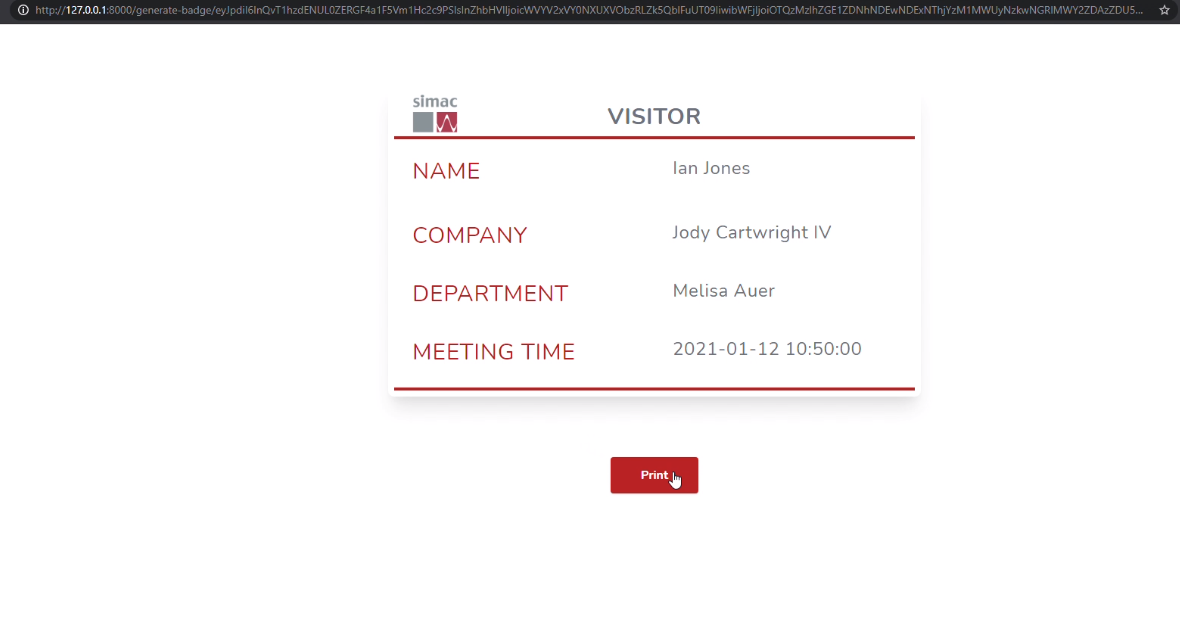 http://127.0.0.1:8000/generate-badge/
simac
VISITOR
NAME Ian Jones
COMPANY Jody Cartwright IV
DEPARTMENT Melisa Auer
MEETING TIME 2021-01-12 10:50:00
Print